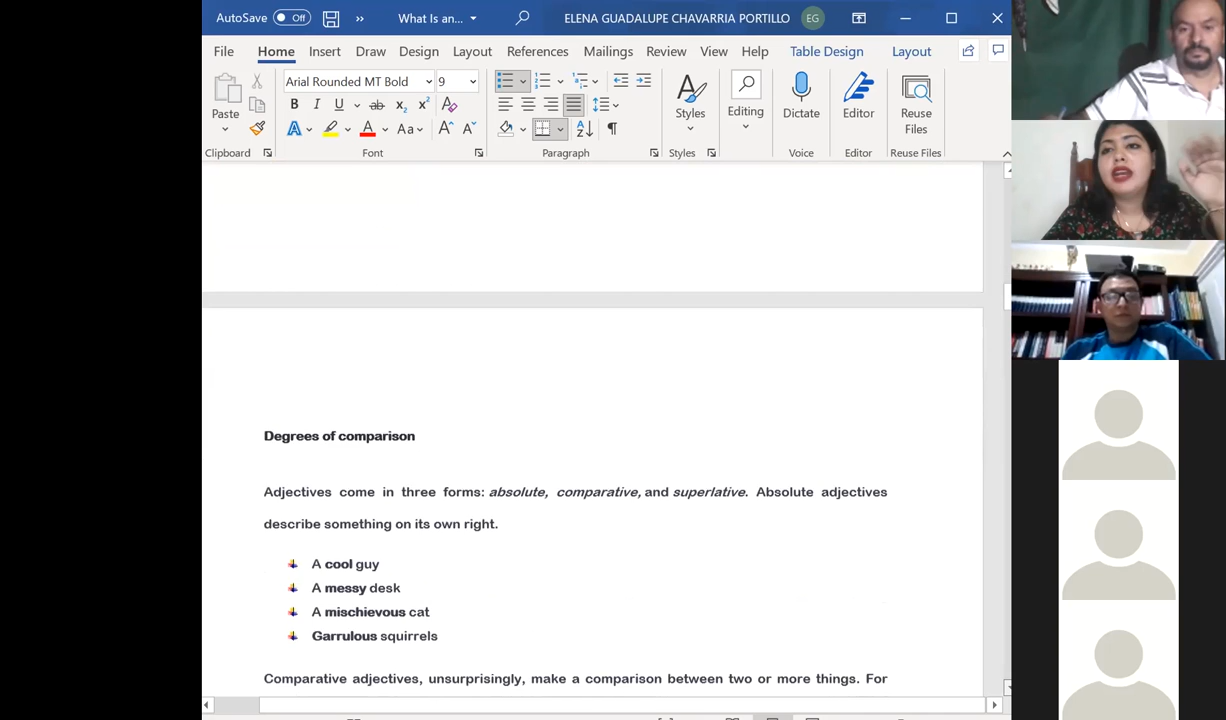 AutoSave Off What Is an... ELENA GUADALUPE CHAVARRIA PORTILLO EG
File Home Insert Draw Design Layout References Mailings Review View Help Table Design Layout
Arial Rounded MT Bold 9
Paste
Styles
Editing
Dictate
Editor
Reuse
Files
Clipboard Font Paragraph Styles Voice Editor Reuse Files
Degrees of comparison
Adjectives come in three forms: absolute, comparative, and superlative. Absolute adjectives
describe something on its own right.
A cool guy
A messy desk
A mischievous cat
Garrulous squirrels
Comparative adjectives, unsurprisingly, make a comparison between two or more things. For